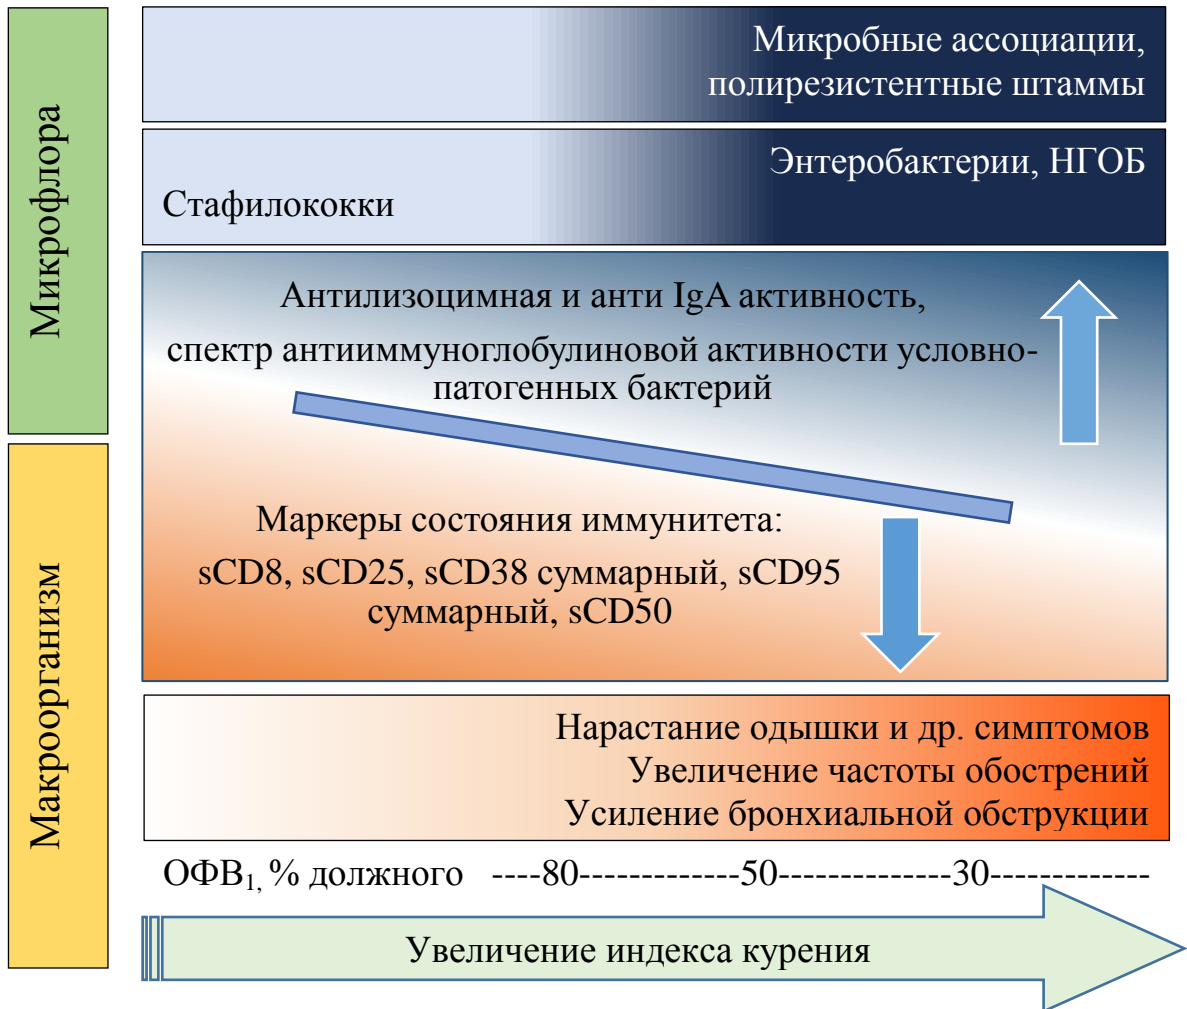 Микрофлора
Микробные ассоциации,
полирезистентные штаммы
Энтеробактерии, НГОБ
Стафилококки
Антилизоцимная и анти IgA активность,
спектр антииммуноглобулиновой активности условно-
патогенных бактерий
Макроорганизм
Маркеры состояния иммунитета:
sCD8, sCD25, sCD38 суммарный, sCD95
суммарный, sCD50
Нарастание одышки и др. симптомов
Увеличение частоты обострений
Усиление бронхиальной обструкции
ОФВ₁, % должного ----80-------------50--------------30-------------
Увеличение индекса курения